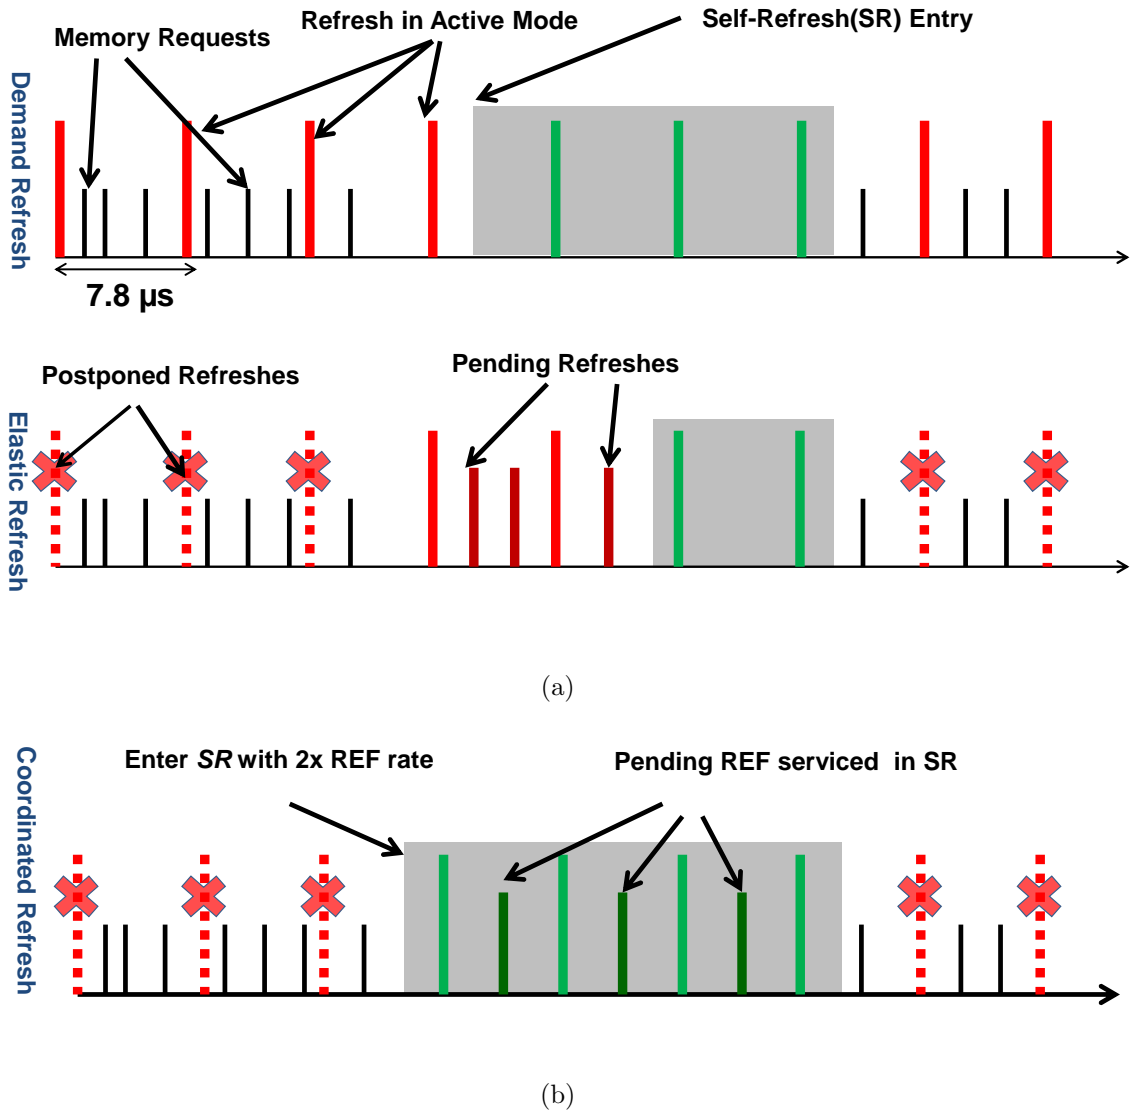 Refresh in Active Mode
Self-Refresh(SR) Entry
Memory Requests
Demand Refresh
7.8 µs
Postponed Refreshes
Pending Refreshes
Elastic Refresh
(a)
Enter SR with 2x REF rate
Pending REF serviced in SR
Coordinated Refresh
(b)